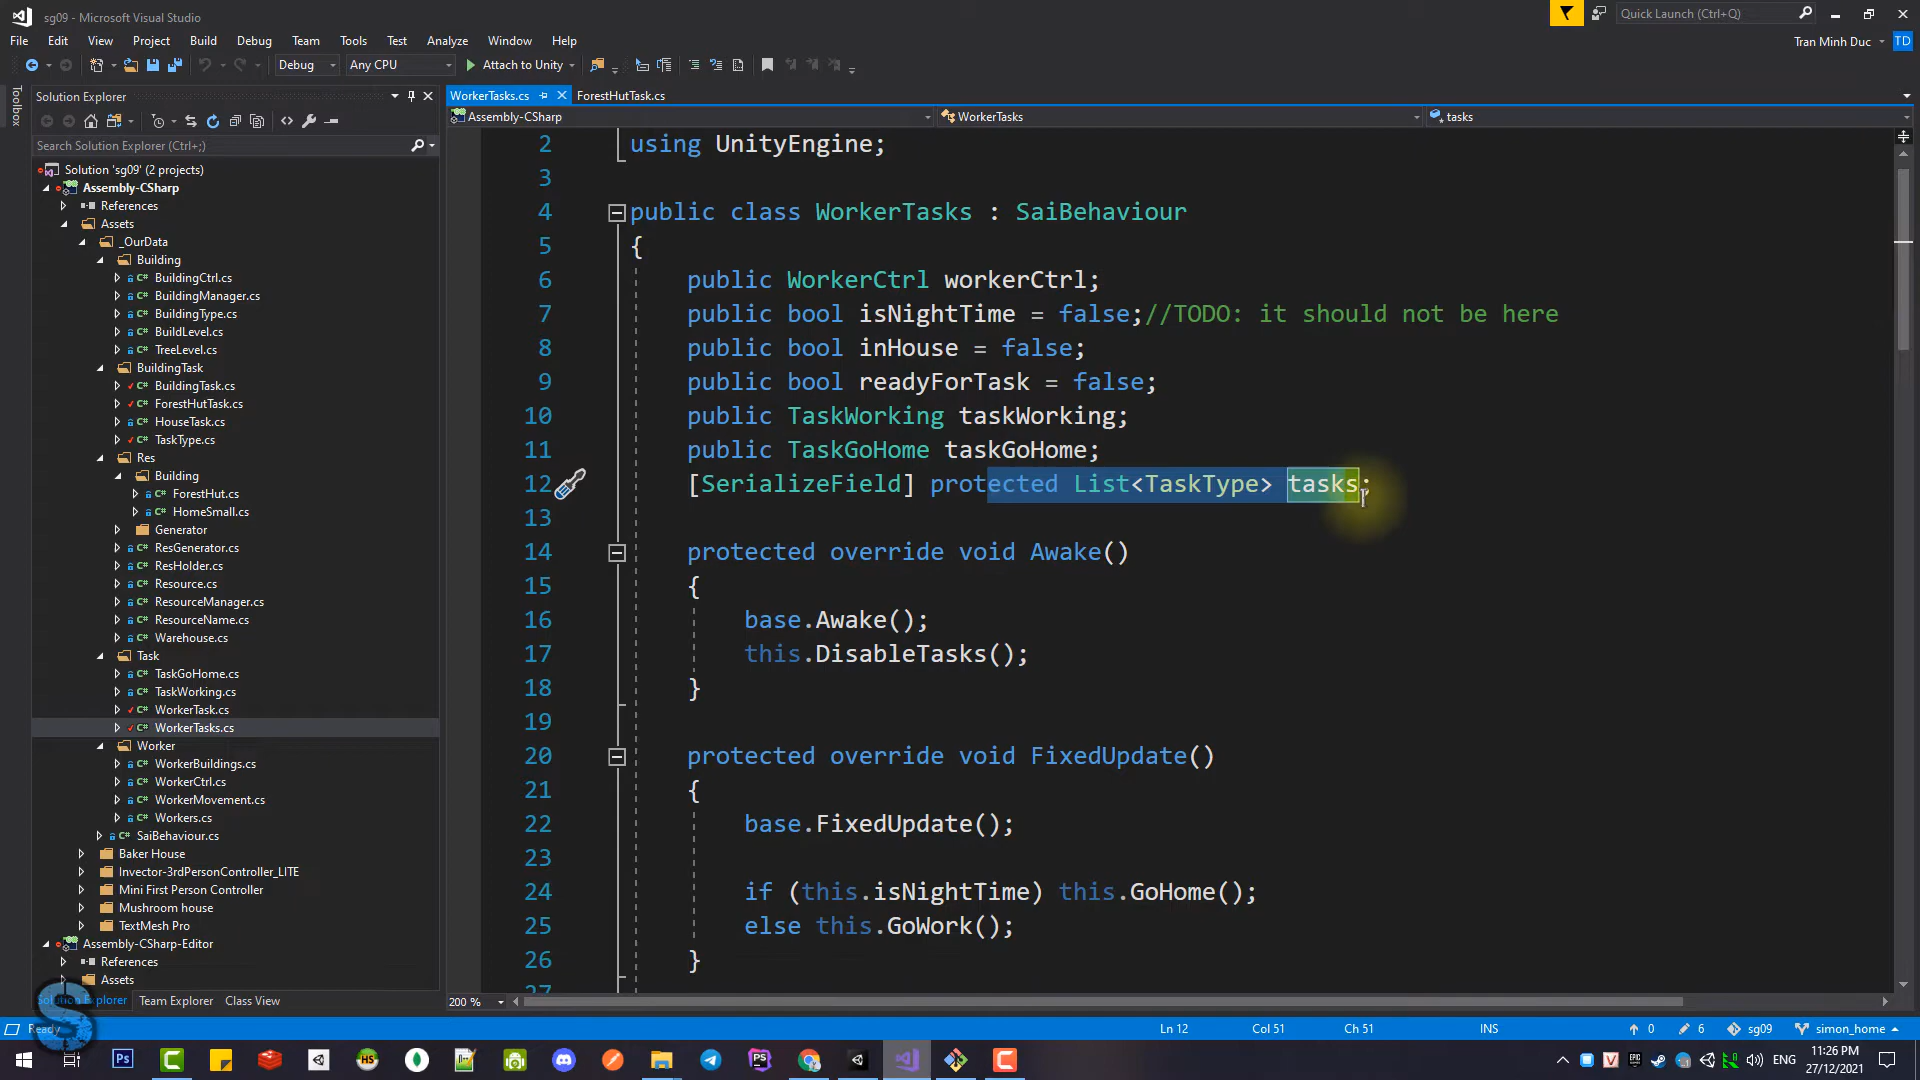 sg09 - Microsoft Visual Studio
Quick Launch (Ctrl+Q)
File Edit View Project Build Debug Team Tools Test Analyze Window Help
Tran Minh Duc TD
Debug Any CPU Attach to Unity
Toolbox
Solution Explorer
WorkerTasks.cs ForestHutTask.cs
Assembly-CSharp WorkerTasks tasks
Search Solution Explorer (Ctrl+;)
Solution 'sg09' (2 projects)
Assembly-CSharp
References
Assets
_OurData
Building
BuildingCtrl.cs
BuildingManager.cs
BuildingType.cs
BuildLevel.cs
TreeLevel.cs
BuildingTask
BuildingTask.cs
ForestHutTask.cs
HouseTask.cs
TaskType.cs
Res
Building
ForestHut.cs
HomeSmall.cs
Generator
ResGenerator.cs
ResHolder.cs
Resource.cs
ResourceManager.cs
ResourceName.cs
Warehouse.cs
Task
TaskGoHome.cs
TaskWorking.cs
WorkerTask.cs
WorkerTasks.cs
Worker
WorkerBuildings.cs
WorkerCtrl.cs
WorkerMovement.cs
Workers.cs
SaiBehaviour.cs
Baker House
Invector-3rdPersonController_LITE
Mini First Person Controller
Mushroom house
TextMesh Pro
Assembly-CSharp-Editor
References
Assets
Solution Explorer Team Explorer Class View
2 using UnityEngine;
3
4 public class WorkerTasks : SaiBehaviour
5 {
6 public WorkerCtrl workerCtrl;
7 public bool isNightTime = false;//TODO: it should not be here
8 public bool inHouse = false;
9 public bool readyForTask = false;
10 public TaskWorking taskWorking;
11 public TaskGoHome taskGoHome;
12 [SerializeField] protected List<TaskType> tasks;
13
14 protected override void Awake()
15 {
16 base.Awake();
17 this.DisableTasks();
18 }
19
20 protected override void FixedUpdate()
21 {
22 base.FixedUpdate();
23
24 if (this.isNightTime) this.GoHome();
25 else this.GoWork();
26 }
27
200 %
Ready Ln 12 Col 51 Ch 51 INS 0 6 sg09 simon_home
ENG
11:26 PM
27/12/2021